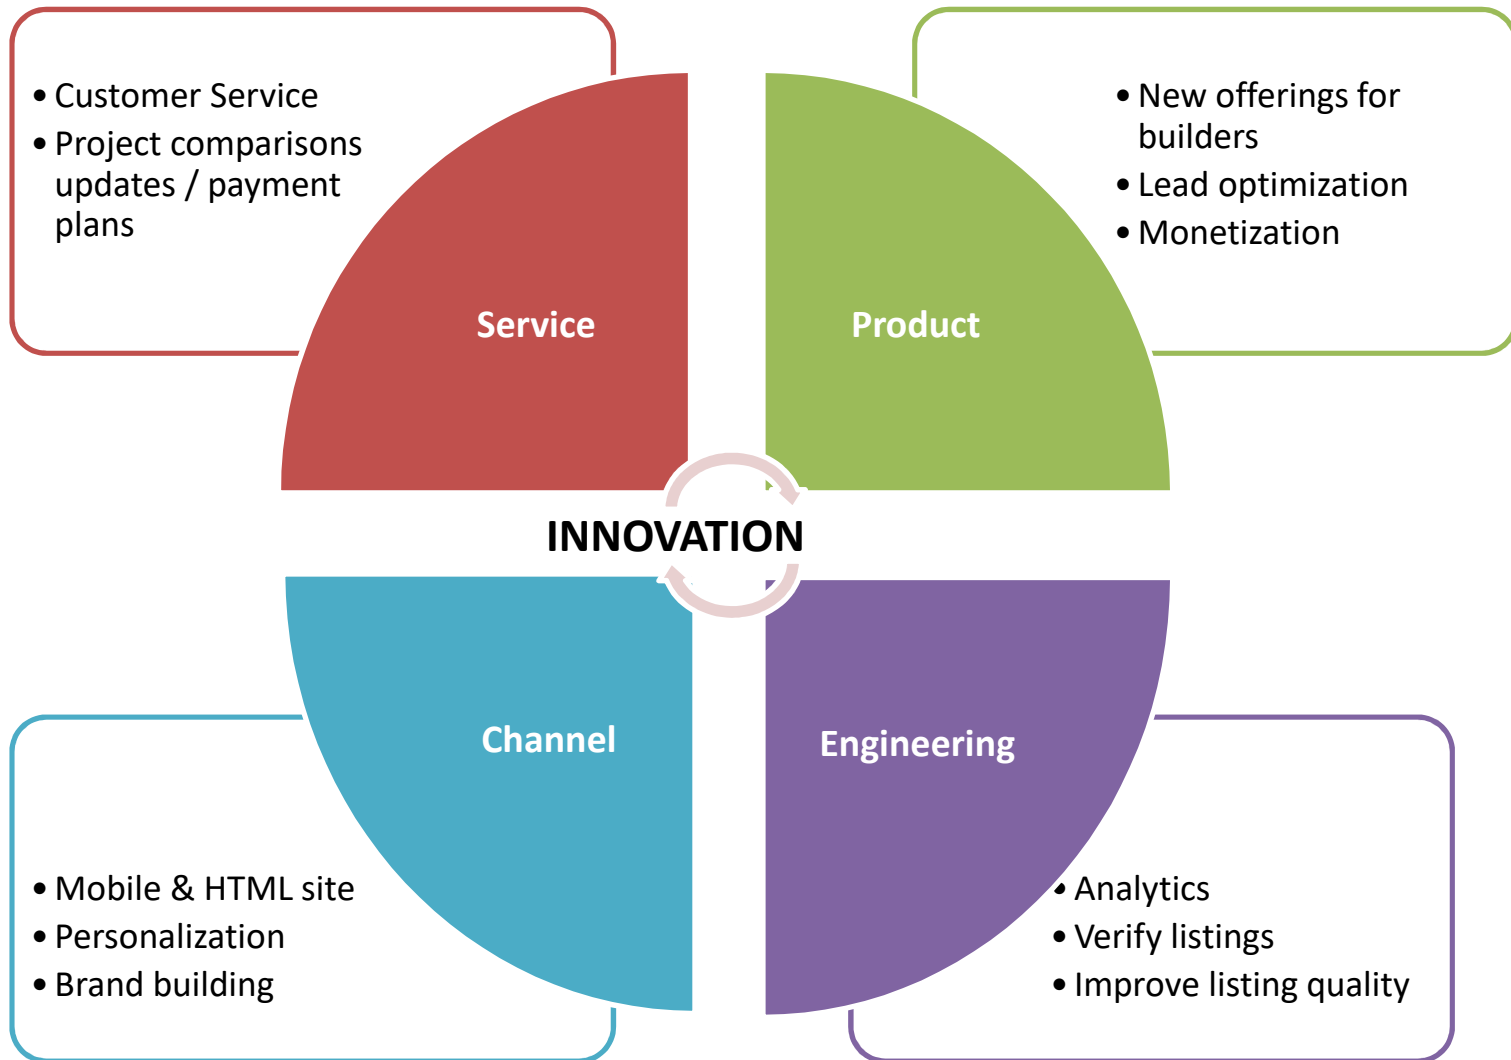 • Customer Service
• Project comparisons
updates / payment
plans
• New offerings for
builders
• Lead optimization
• Monetization
Service
Product
INNOVATION
Channel
Engineering
• Mobile & HTML site
• Personalization
• Brand building
• Analytics
• Verify listings
• Improve listing quality